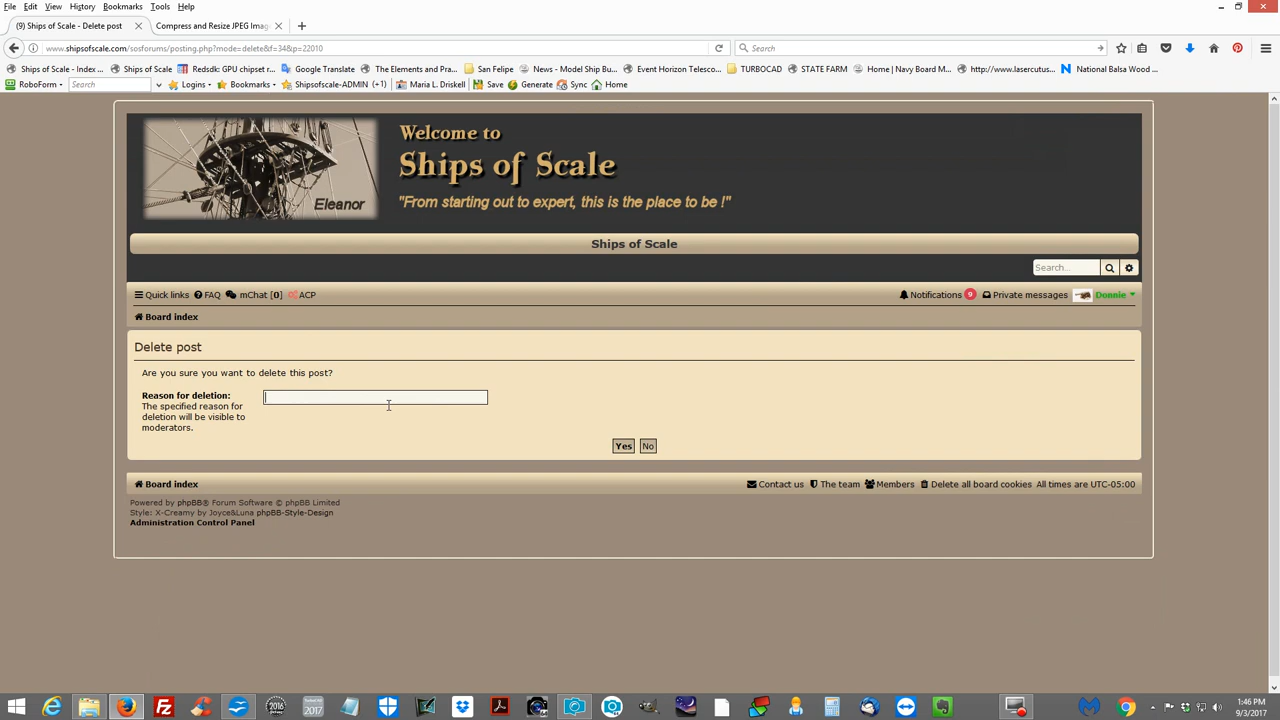 File Edit View History Bookmarks Tools Help
(9) Ships of Scale - Delete post
Compress and Resize JPEG Imag
www.shipsofscale.com/sosforums/posting.php?mode=delete&f=34&p=22010
Search
Ships of Scale - Index ... Ships of Scale Redsdk: GPU chipset r... Google Translate The Elements and Pra... San Felipe News - Model Ship Bu... Event Horizon Telesco... TURBOCAD STATE FARM Home | Navy Board M... http://www.lasercutus... National Balsa Wood ...
RoboForm Search Logins Bookmarks Shipsofscale-ADMIN (+1) Maria L. Driskell Save Generate Sync Home
Welcome to
Ships of Scale
Eleanor
"From starting out to expert, this is the place to be !"
Ships of Scale
Search...
Quick links FAQ mChat [0] ACP Notifications 9 Private messages Donnie
Board index
Delete post
Are you sure you want to delete this post?
Reason for deletion:
The specified reason for
deletion will be visible to
moderators.
Yes No
Board index Contact us The team Members Delete all board cookies All times are UTC-05:00
Powered by phpBB® Forum Software © phpBB Limited
Style: X-Creamy by Joyce&Luna phpBB-Style-Design
Administration Control Panel
2016
2017
1:46 PM
9/3/2017